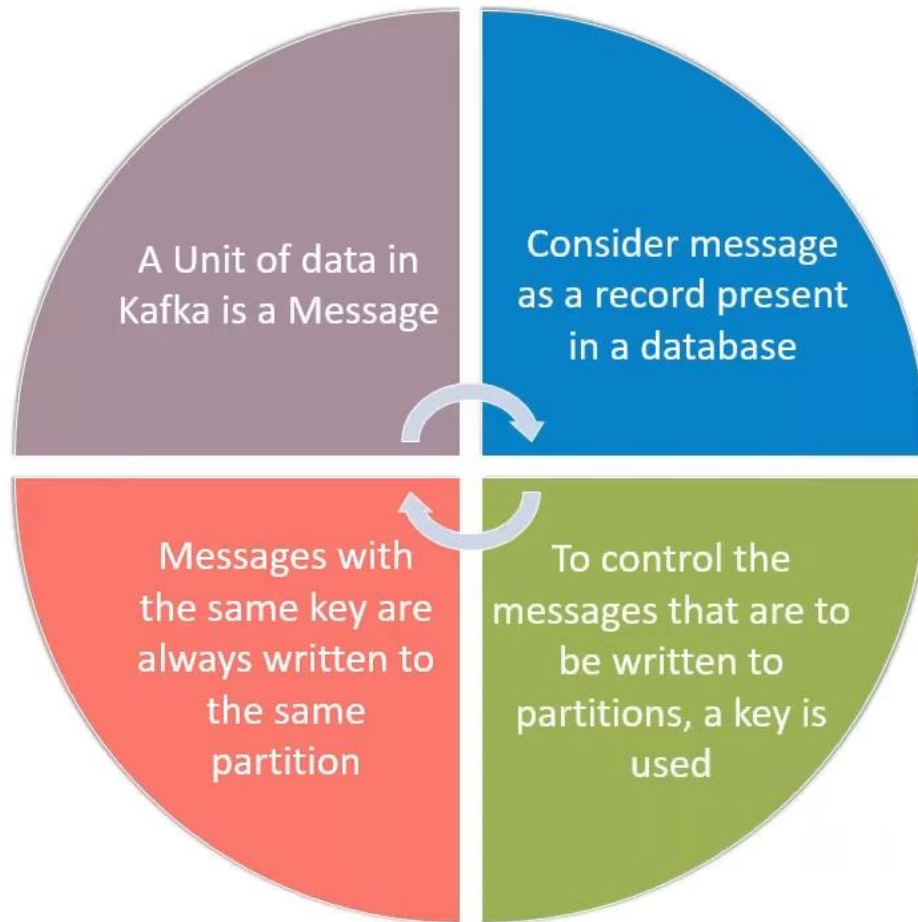 A Unit of data in
Kafka is a Message
Consider message
as a record present
in a database
Messages with
the same key are
always written to
the same
partition
To control the
messages that are to
be written to
partitions, a key is
used